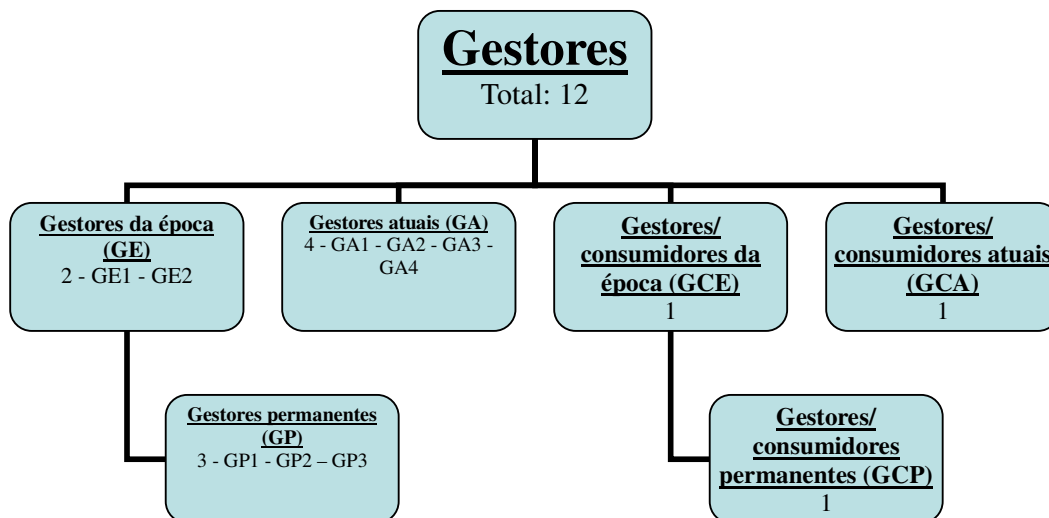 Gestores
Total: 12
Gestores da época
(GE)
2 - GE1 - GE2
Gestores atuais (GA)
4 - GA1 - GA2 - GA3 -
GA4
Gestores/
consumidores da
época (GCE)
1
Gestores/
consumidores atuais
(GCA)
1
Gestores permanentes
(GP)
3 - GP1 - GP2 – GP3
Gestores/
consumidores
permanentes (GCP)
1